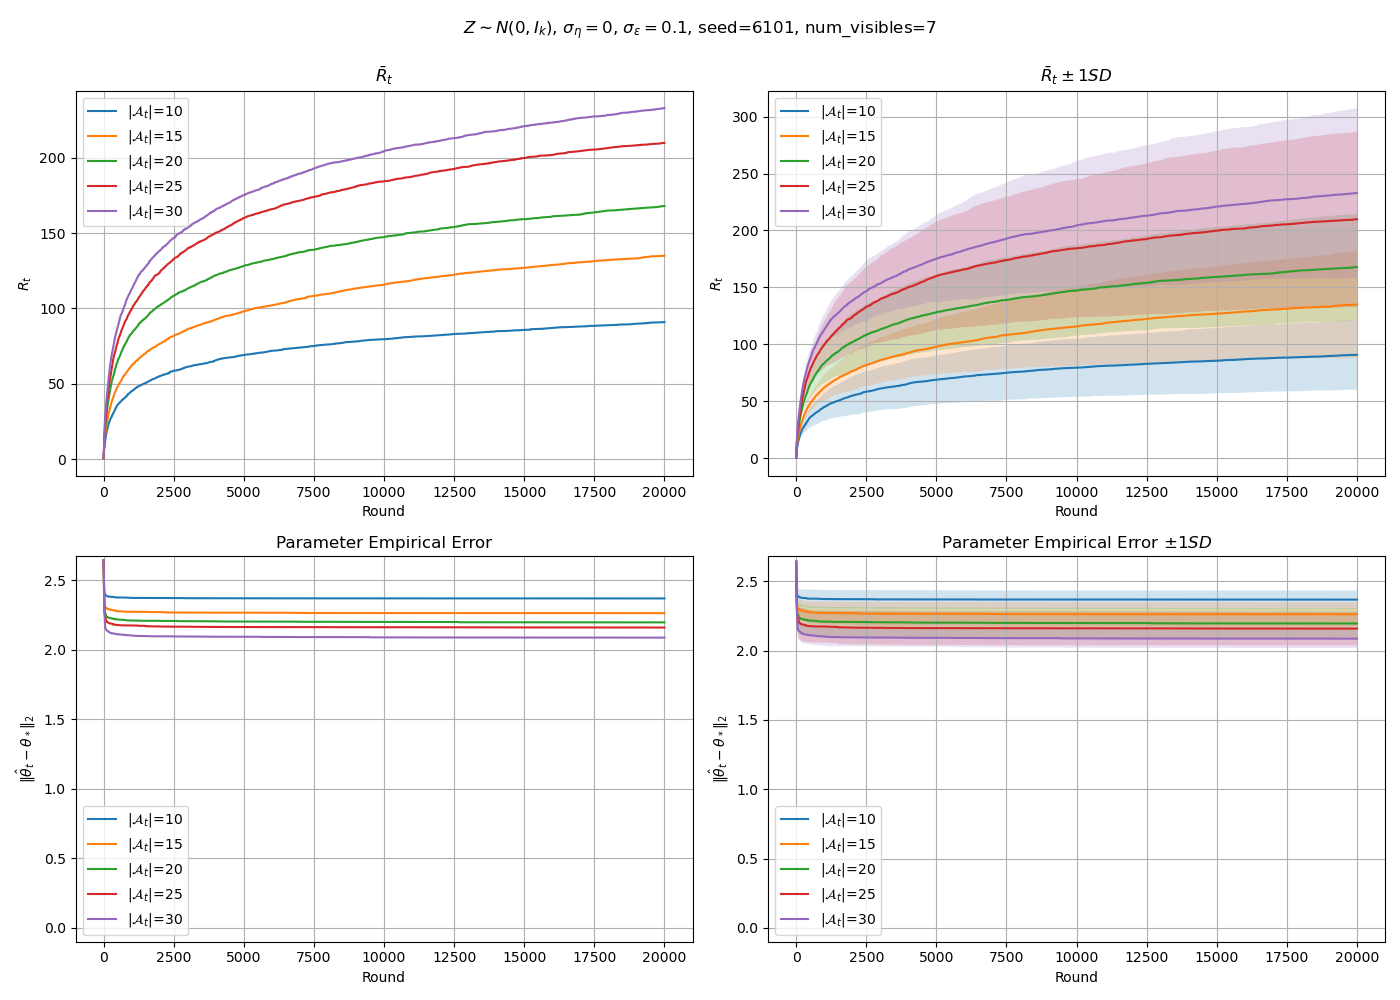 Z ∼ N(0, I_k), σ_η = 0, σ_ε = 0.1, seed=6101, num_visibles=7
R̄_t
R_t
200
150
100
50
0
|𝒜_t|=10
|𝒜_t|=15
|𝒜_t|=20
|𝒜_t|=25
|𝒜_t|=30
0 2500 5000 7500 10000 12500 15000 17500 20000
Round
R̄_t ± 1SD
R_t
300
250
200
150
100
50
0
|𝒜_t|=10
|𝒜_t|=15
|𝒜_t|=20
|𝒜_t|=25
|𝒜_t|=30
0 2500 5000 7500 10000 12500 15000 17500 20000
Round
Parameter Empirical Error
‖θ̂_t − θ_*‖_2
2.5
2.0
1.5
1.0
0.5
0.0
|𝒜_t|=10
|𝒜_t|=15
|𝒜_t|=20
|𝒜_t|=25
|𝒜_t|=30
0 2500 5000 7500 10000 12500 15000 17500 20000
Round
Parameter Empirical Error ±1SD
‖θ̂_t − θ_*‖_2
2.5
2.0
1.5
1.0
0.5
0.0
|𝒜_t|=10
|𝒜_t|=15
|𝒜_t|=20
|𝒜_t|=25
|𝒜_t|=30
0 2500 5000 7500 10000 12500 15000 17500 20000
Round